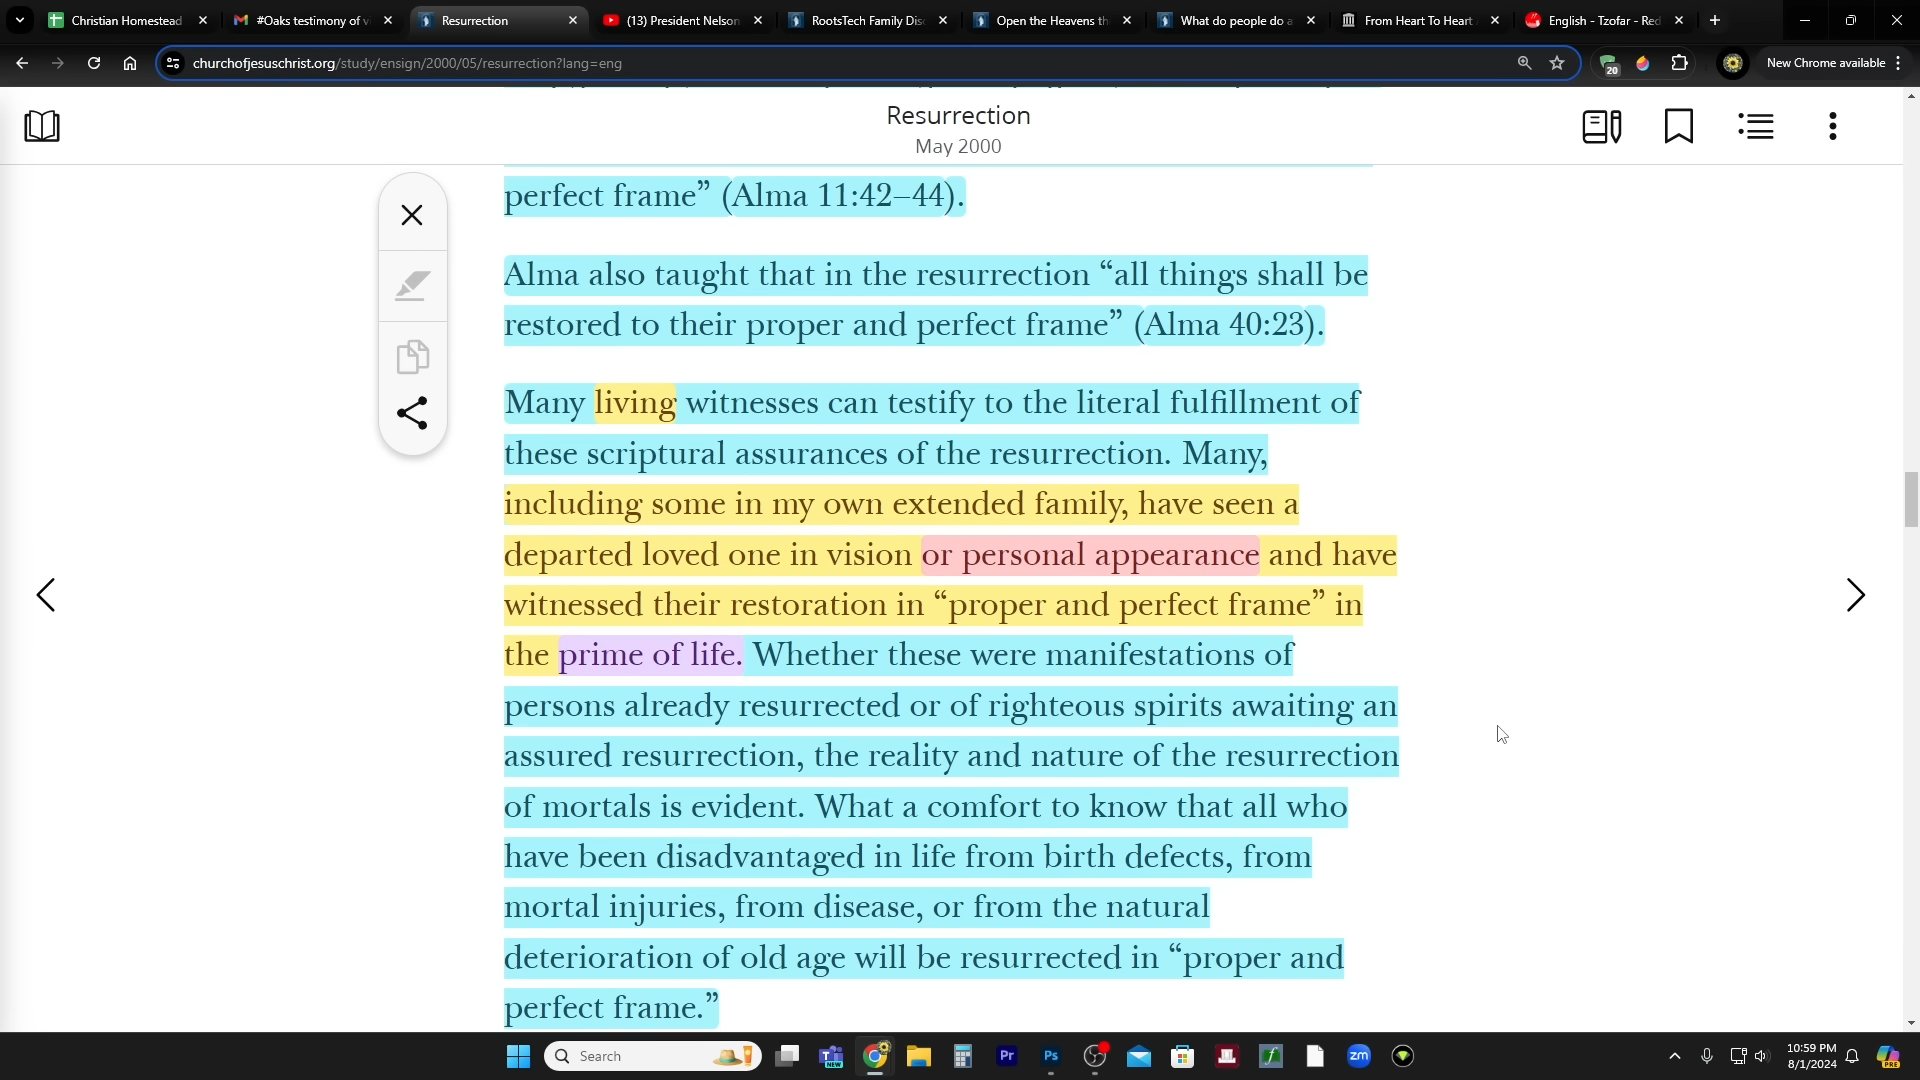 Christian Homestead
#Oaks testimony of v
Resurrection
(13) President Nelson
RootsTech Family Dis
Open the Heavens th
What do people do a
From Heart To Heart
English - Tzofar - Red
churchofjesuschrist.org/study/ensign/2000/05/resurrection?lang=eng
20
New Chrome available
Resurrection
May 2000
perfect frame” (Alma 11:42–44).
Alma also taught that in the resurrection “all things shall be
restored to their proper and perfect frame” (Alma 40:23).
Many living witnesses can testify to the literal fulfillment of
these scriptural assurances of the resurrection. Many,
including some in my own extended family, have seen a
departed loved one in vision or personal appearance and have
witnessed their restoration in “proper and perfect frame” in
the prime of life. Whether these were manifestations of
persons already resurrected or of righteous spirits awaiting an
assured resurrection, the reality and nature of the resurrection
of mortals is evident. What a comfort to know that all who
have been disadvantaged in life from birth defects, from
mortal injuries, from disease, or from the natural
deterioration of old age will be resurrected in “proper and
perfect frame.”
Search
NEW
Pr
Ps
zm
10:59 PM
8/1/2024
PRE